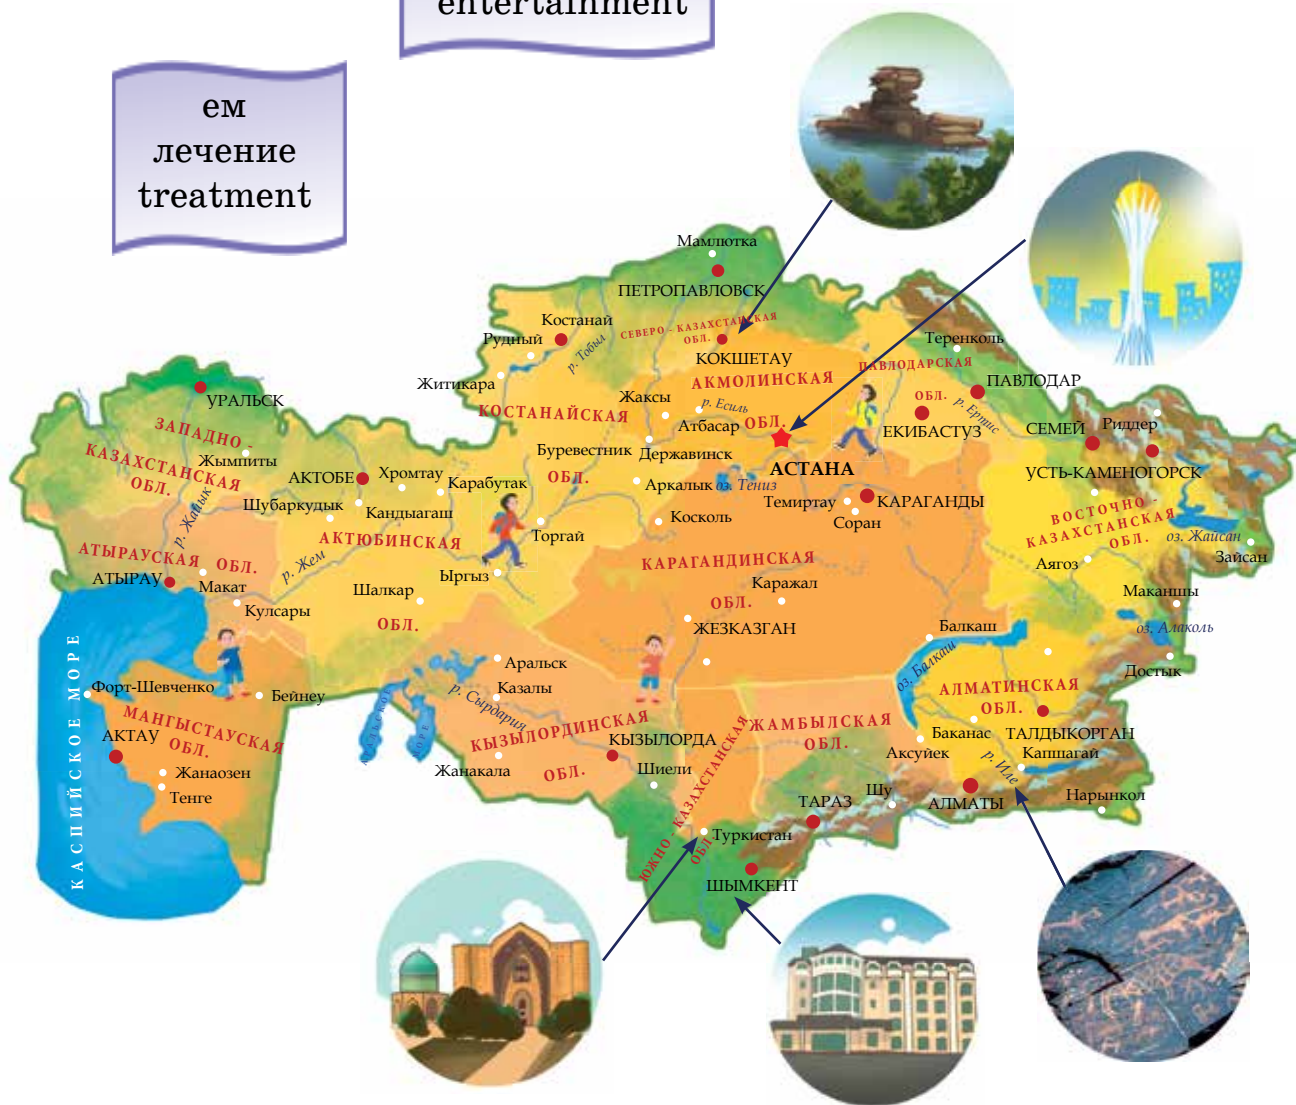 entertainment
ем
лечение
treatment
Мамлютка
ПЕТРОПАВЛОВСК
Костанай
СЕВЕРО - КАЗАХСТАНСКАЯ
ОБЛ.
Рудный
р. Тобыл
КОКШЕТАУ
Теренколь
ПАВЛОДАРСКАЯ
ОБЛ.
Житикара
АКМОЛИНСКАЯ
ОБЛ.
ПАВЛОДАР
УРАЛЬСК
Жаксы
р. Есиль
р. Ертис
КОСТАНАЙСКАЯ
ОБЛ.
Атбасар
ЕКИБАСТУЗ
СЕМЕЙ
Риддер
ЗАПАДНО -
КАЗАХСТАНСКАЯ
ОБЛ.
Жымпиты
Буревестник
Державинск
АСТАНА
УСТЬ-КАМЕНОГОРСК
АКТОБЕ
Хромтау
Карабутак
Аркалык
оз. Тениз
Темиртау
КАРАГАНДЫ
Шубаркудык
Кандыагаш
Косколь
Соран
ВОСТОЧНО -
КАЗАХСТАНСКАЯ
ОБЛ.
р. Жайык
АКТЮБИНСКАЯ
ОБЛ.
Торгай
оз. Жайсан
Зайсан
АТЫРАУСКАЯ ОБЛ.
р. Жем
КАРАГАНДИНСКАЯ
ОБЛ.
Аягоз
АТЫРАУ
Макат
Ыргыз
Шалкар
Каражал
Маканшы
Кулсары
ЖЕЗКАЗГАН
Балкаш
оз. Алаколь
КАСПИЙСКОЕ МОРЕ
Аральск
оз. Балкаш
Достык
Форт-Шевченко
Бейнеу
Казалы
р. Сырдария
АЛМАТИНСКАЯ
ОБЛ.
МАНГЫСТАУСКАЯ
ОБЛ.
АРАЛЬСКОЕ
МОРЕ
КЫЗЫЛОРДИНСКАЯ
ОБЛ.
ЖАМБЫЛСКАЯ
ОБЛ.
АКТАУ
КЫЗЫЛОРДА
Баканас
ТАЛДЫКОРГАН
Аксуйек
Капшагай
Жанаозен
Жанакала
Шиели
р. Иле
Тенге
ЮЖНО - КАЗАХСТАНСКАЯ
ОБЛ.
ТАРАЗ
Шу
АЛМАТЫ
Нарынкол
Туркистан
ШЫМКЕНТ